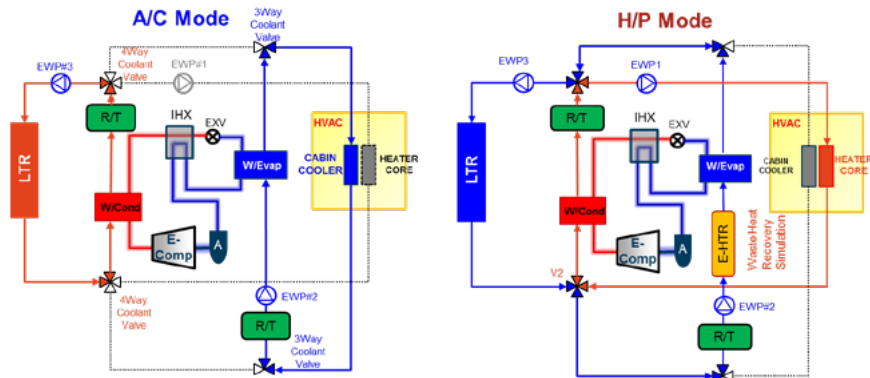 A/C Mode
3Way
Coolant
Valve
4Way
Coolant
Valve
EWP#3
EWP#1
R/T
IHX
EXV
HVAC
LTR
W/Evap
CABIN
COOLER
HEATER
CORE
W/Cond
E-
Comp
A
4Way
Coolant
Valve
EWP#2
R/T
3Way
Coolant
Valve
H/P Mode
EWP3
EWP1
R/T
IHX
EXV
HVAC
LTR
W/Evap
CABIN
COOLER
HEATER
CORE
W/Cond
E-
Comp
A
E-HTR
Waste Heat
Recovery
Simulation
V2
EWP#2
R/T